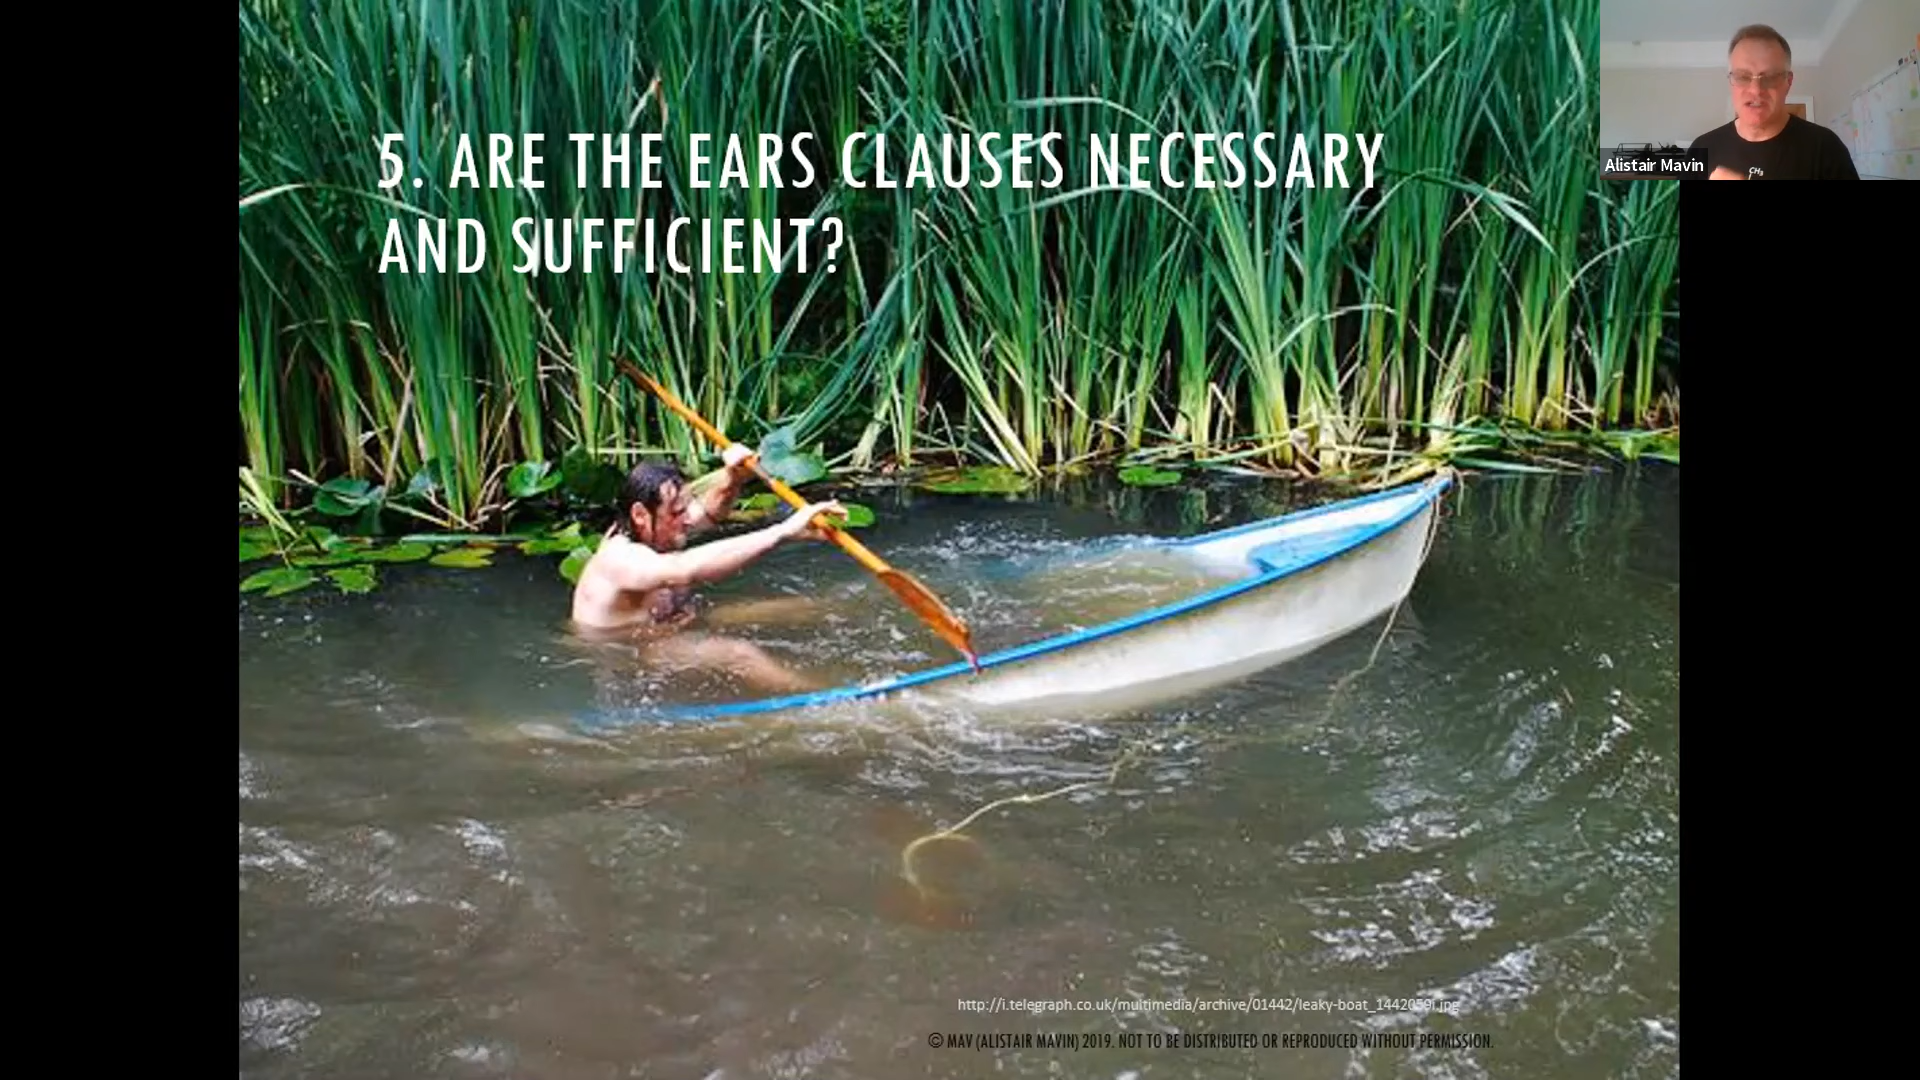 5. ARE THE EARS CLAUSES NECESSARY
AND SUFFICIENT?
Alistair Mavin
CH₃
http://i.telegraph.co.uk/multimedia/archive/01442/leaky-boat_1442059i.jpg
© MAV (ALISTAIR MAVIN) 2019. NOT TO BE DISTRIBUTED OR REPRODUCED WITHOUT PERMISSION.